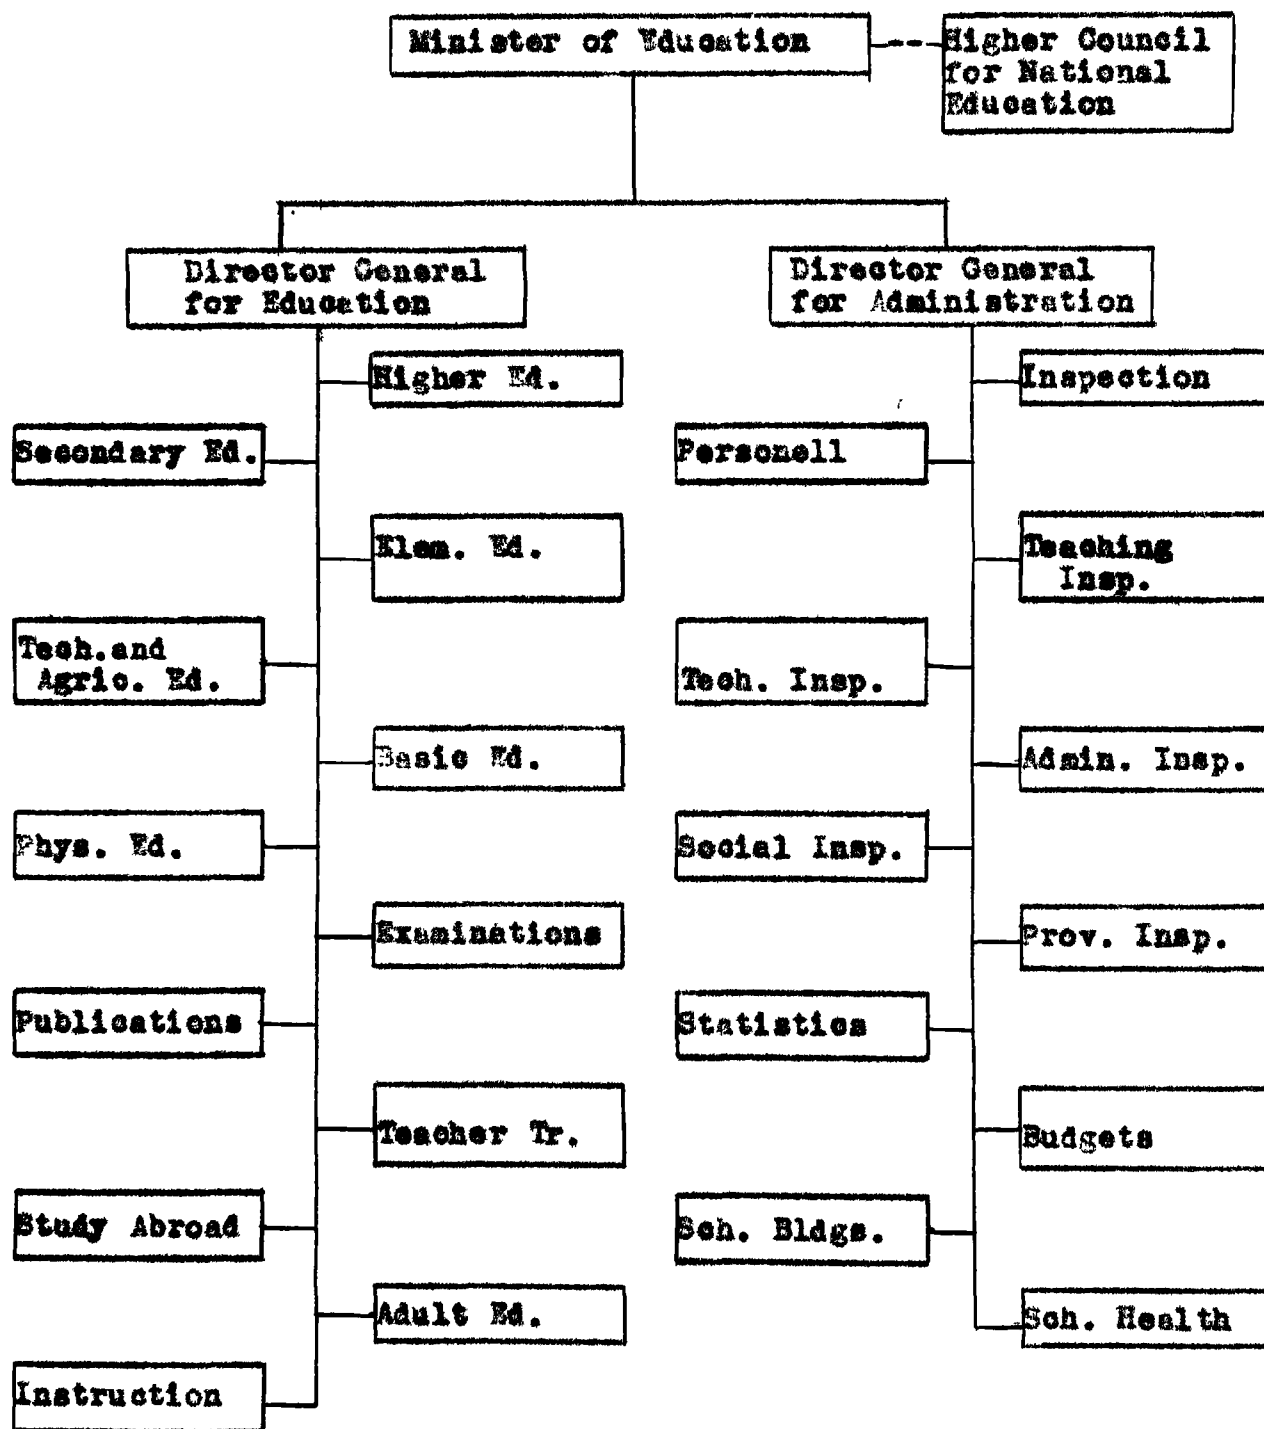 Minister of Education
Higher Council
for National
Education
Director General
for Education
Director General
for Administration
Higher Ed.
Inspection
Secondary Ed.
Personell
Elem. Ed.
Teaching
Insp.
Tech.and
Agric. Ed.
Tech. Insp.
Basic Ed.
Admin. Insp.
Phys. Ed.
Social Insp.
Examinations
Prov. Insp.
Publications
Statistics
Teacher Tr.
Budgets
Study Abroad
Sch. Bldgs.
Adult Ed.
Sch. Health
Instruction